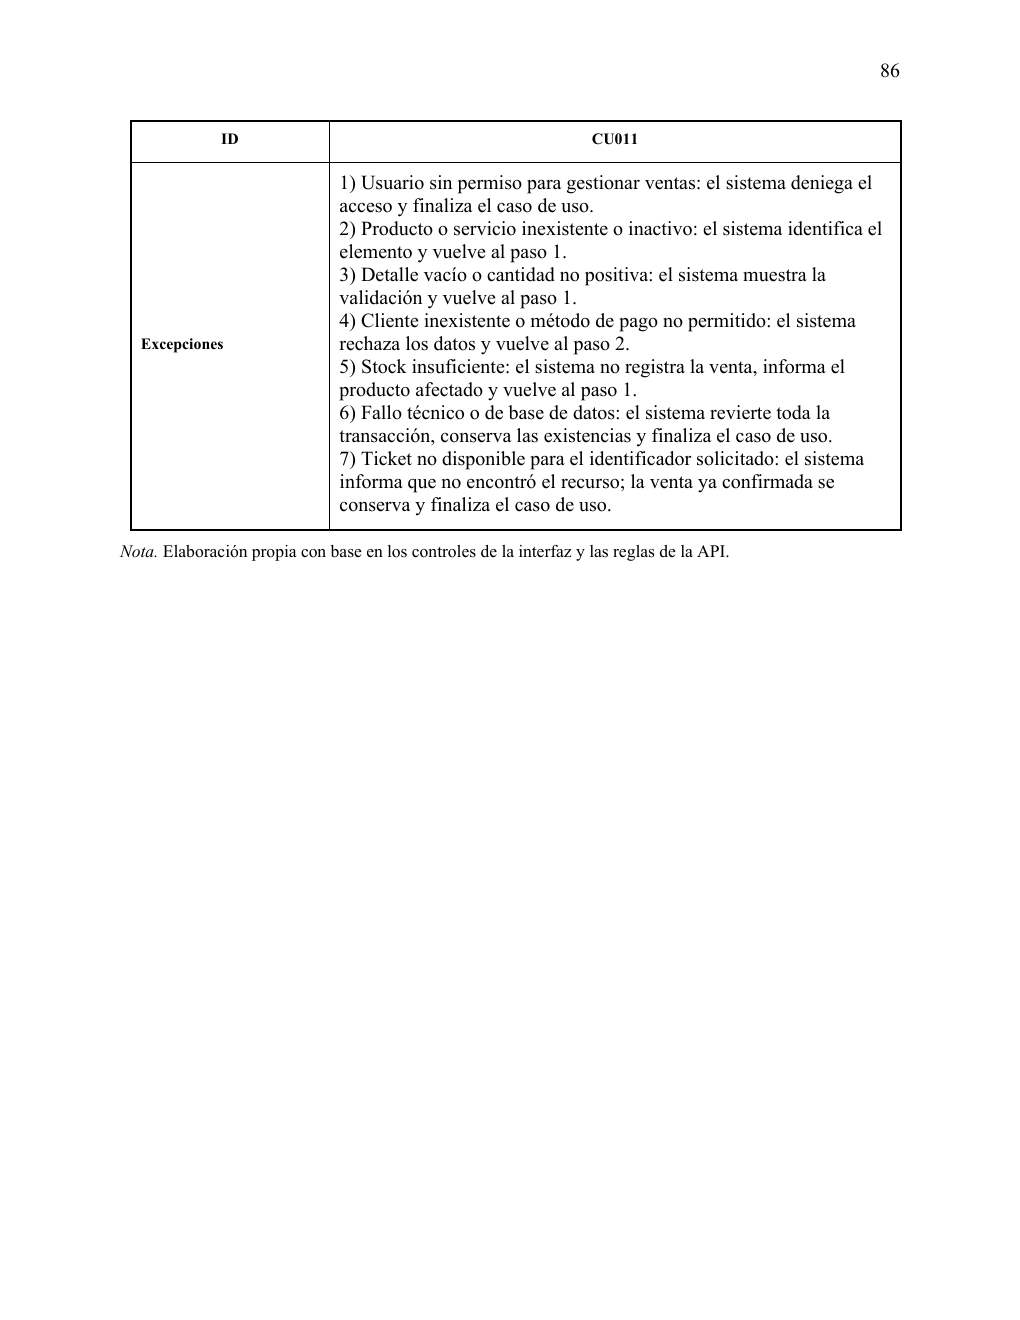 86
ID
CU011
Excepciones
1) Usuario sin permiso para gestionar ventas: el sistema deniega el
acceso y finaliza el caso de uso.
2) Producto o servicio inexistente o inactivo: el sistema identifica el
elemento y vuelve al paso 1.
3) Detalle vacío o cantidad no positiva: el sistema muestra la
validación y vuelve al paso 1.
4) Cliente inexistente o método de pago no permitido: el sistema
rechaza los datos y vuelve al paso 2.
5) Stock insuficiente: el sistema no registra la venta, informa el
producto afectado y vuelve al paso 1.
6) Fallo técnico o de base de datos: el sistema revierte toda la
transacción, conserva las existencias y finaliza el caso de uso.
7) Ticket no disponible para el identificador solicitado: el sistema
informa que no encontró el recurso; la venta ya confirmada se
conserva y finaliza el caso de uso.
Nota. Elaboración propia con base en los controles de la interfaz y las reglas de la API.